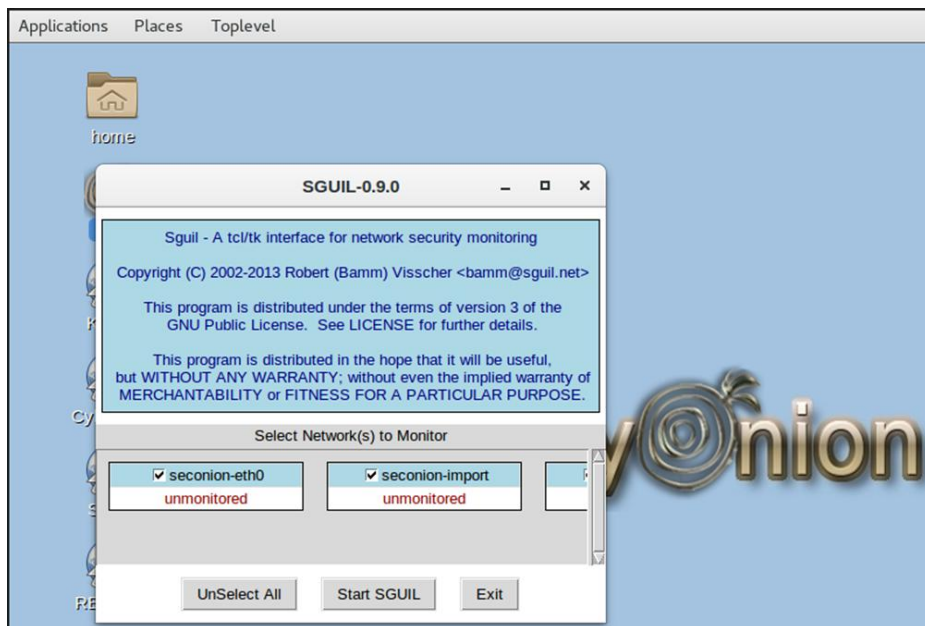 Applications Places Toplevel
home
SGUIL-0.9.0
Sguil - A tcl/tk interface for network security monitoring
Copyright (C) 2002-2013 Robert (Bamm) Visscher <bamm@sguil.net>
This program is distributed under the terms of version 3 of the
GNU Public License. See LICENSE for further details.
This program is distributed in the hope that it will be useful,
but WITHOUT ANY WARRANTY; without even the implied warranty of
MERCHANTABILITY or FITNESS FOR A PARTICULAR PURPOSE.
Select Network(s) to Monitor
seconion-eth0 seconion-import
unmonitored unmonitored
y Onion
UnSelect All Start SGUIL Exit